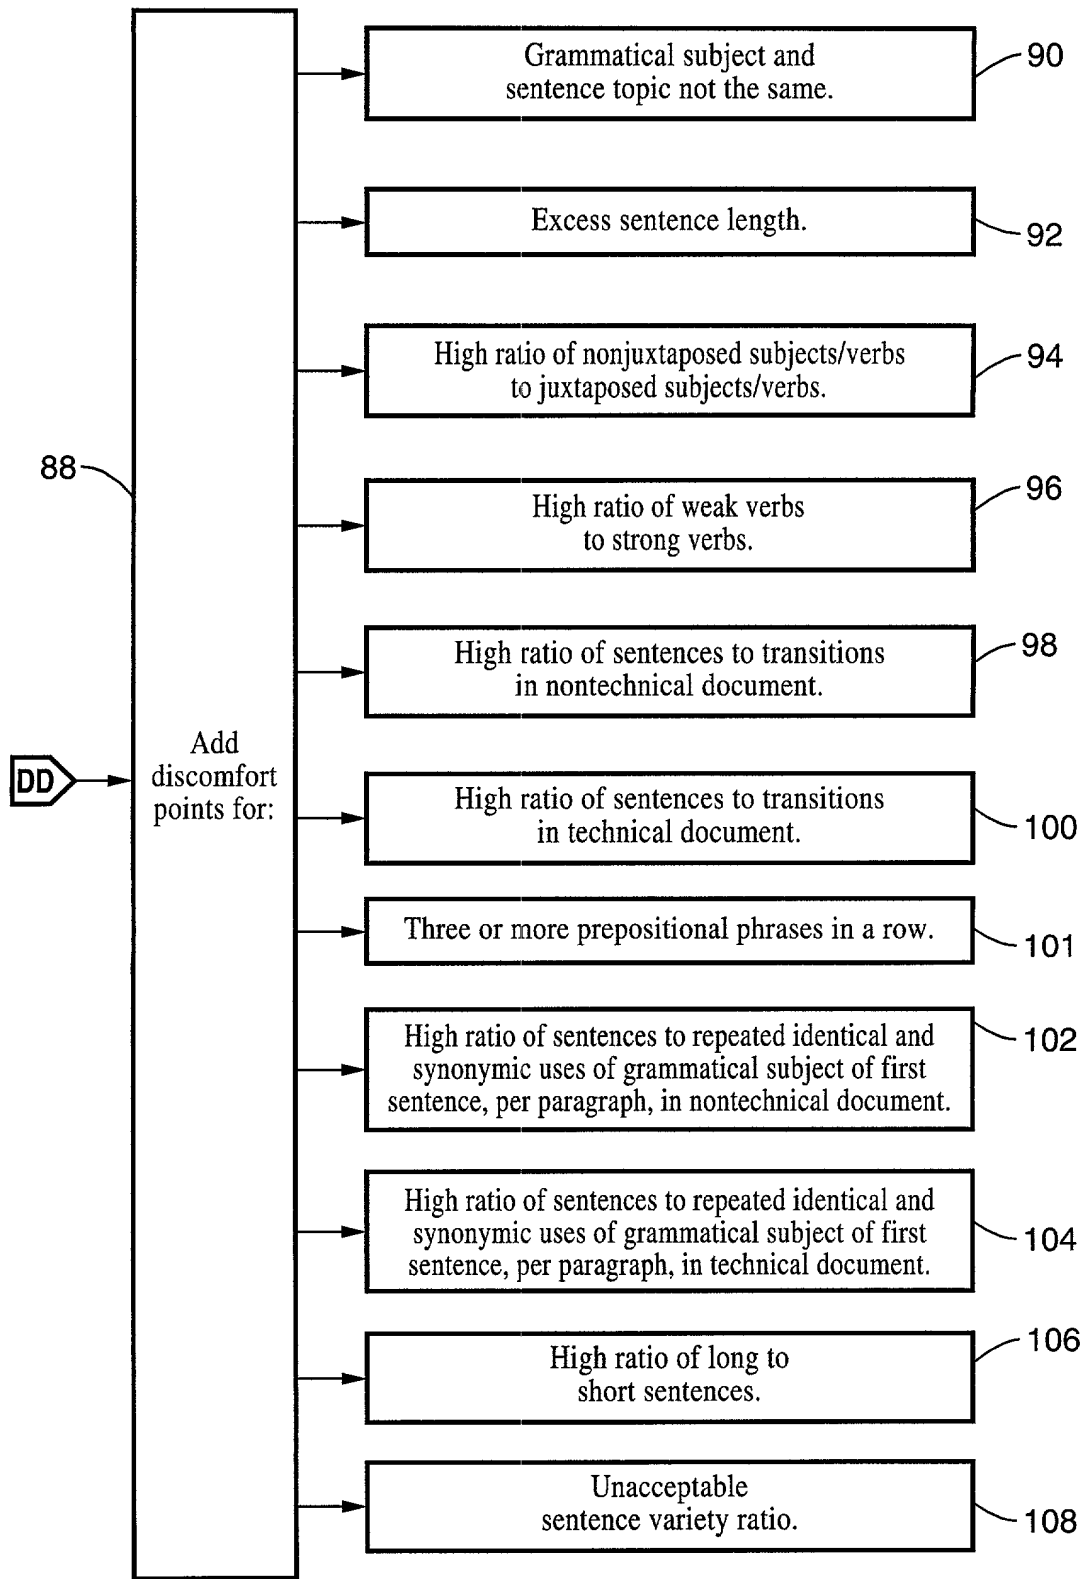 Grammatical subject and
sentence topic not the same.
90
Excess sentence length.
92
High ratio of nonjuxtaposed subjects/verbs
to juxtaposed subjects/verbs.
94
88
High ratio of weak verbs
to strong verbs.
96
High ratio of sentences to transitions
in nontechnical document.
98
DD
Add
discomfort
points for:
High ratio of sentences to transitions
in technical document.
100
Three or more prepositional phrases in a row.
101
High ratio of sentences to repeated identical and
synonymic uses of grammatical subject of first
sentence, per paragraph, in nontechnical document.
102
High ratio of sentences to repeated identical and
synonymic uses of grammatical subject of first
sentence, per paragraph, in technical document.
104
High ratio of long to
short sentences.
106
Unacceptable
sentence variety ratio.
108